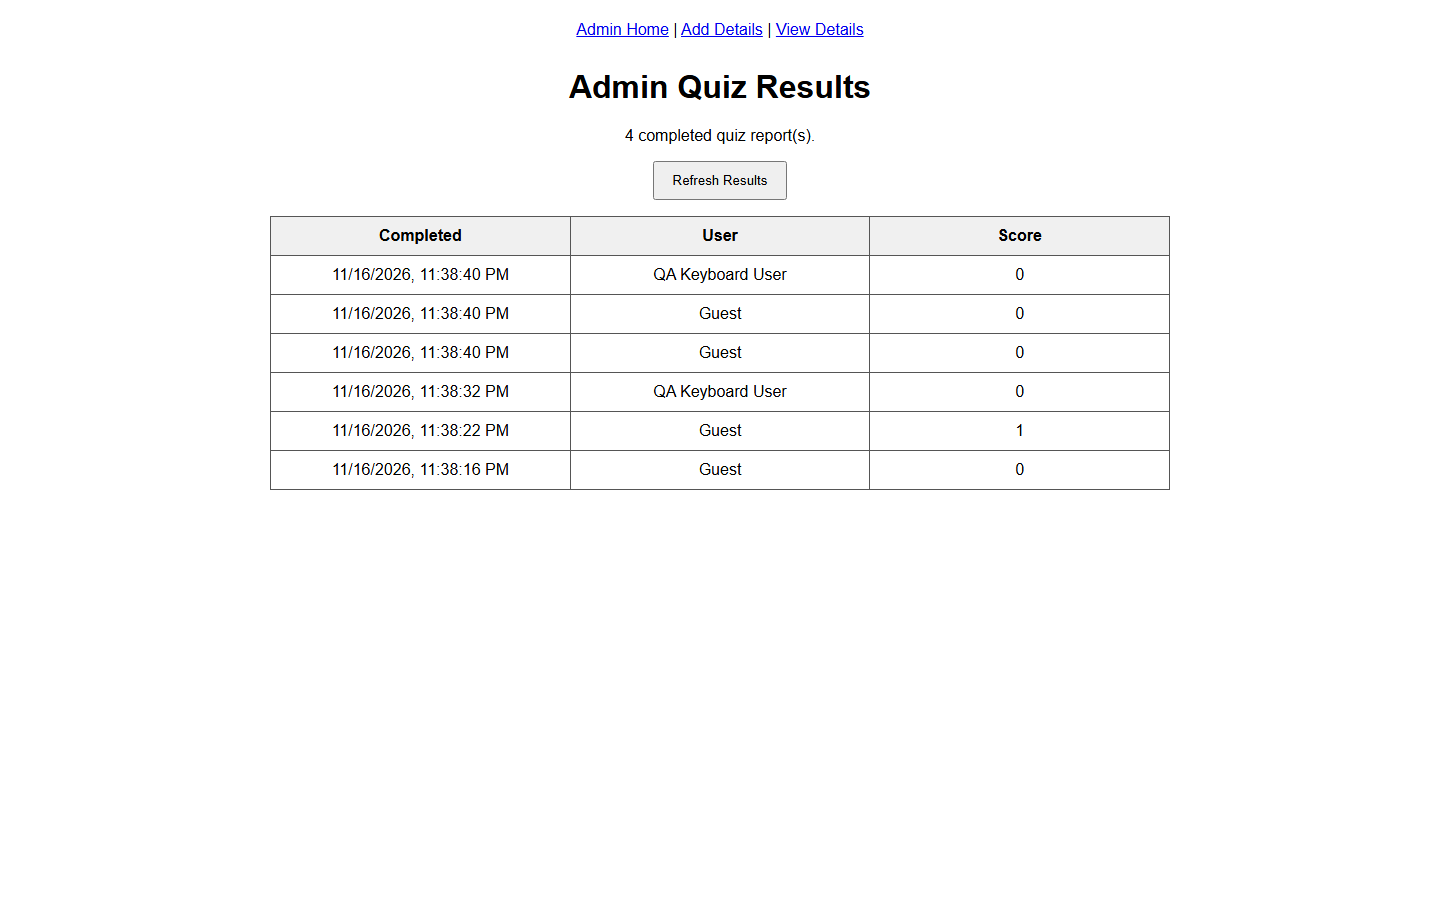 Admin Home | Add Details | View Details
Admin Quiz Results
4 completed quiz report(s).
Refresh Results
Completed User Score
11/16/2026, 11:38:40 PM QA Keyboard User 0
11/16/2026, 11:38:40 PM Guest 0
11/16/2026, 11:38:40 PM Guest 0
11/16/2026, 11:38:32 PM QA Keyboard User 0
11/16/2026, 11:38:22 PM Guest 1
11/16/2026, 11:38:16 PM Guest 0